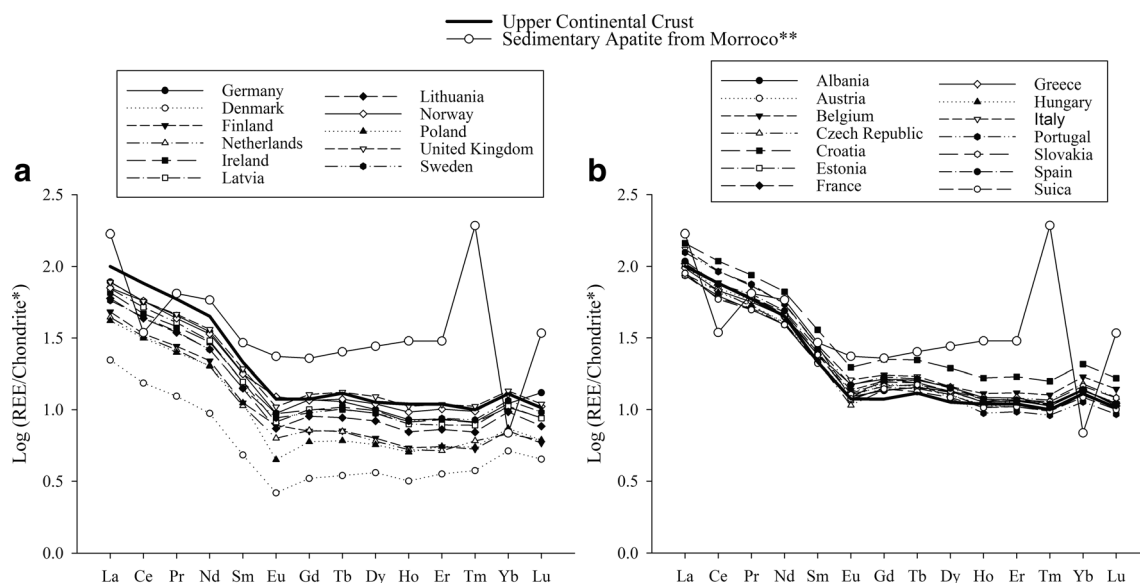 Upper Continental Crust
Sedimentary Apatite from Morroco**
Germany
Denmark
Finland
Netherlands
Ireland
Latvia
Lithuania
Norway
Poland
United Kingdom
Sweden
Albania
Austria
Belgium
Czech Republic
Croatia
Estonia
France
Greece
Hungary
Italy
Portugal
Slovakia
Spain
Suica
a
2.5
2.0
1.5
1.0
0.5
0.0
Log (REE/Chondrite*)
La Ce Pr Nd Sm Eu Gd Tb Dy Ho Er Tm Yb Lu
b
2.5
2.0
1.5
1.0
0.5
0.0
Log (REE/Chondrite*)
La Ce Pr Nd Sm Eu Gd Tb Dy Ho Er Tm Yb Lu